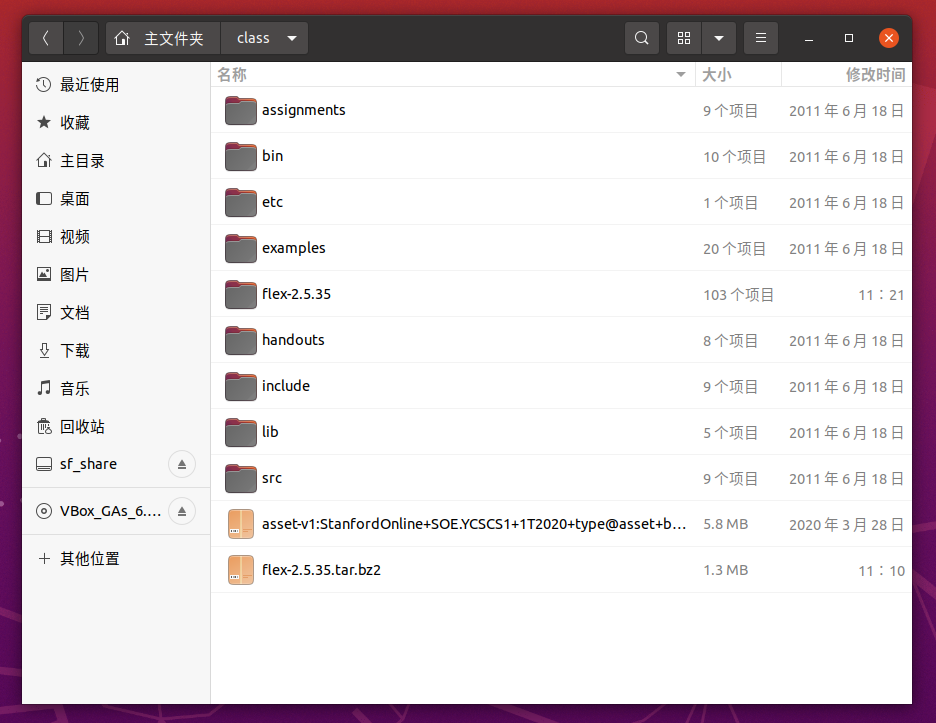 主文件夹 class
最近使用
收藏
主目录
桌面
视频
图片
文档
下载
音乐
回收站
sf_share
VBox_GAs_6....
其他位置
名称 大小 修改时间
assignments 9 个项目 2011 年 6 月 18 日
bin 10 个项目 2011 年 6 月 18 日
etc 1 个项目 2011 年 6 月 18 日
examples 20 个项目 2011 年 6 月 18 日
flex-2.5.35 103 个项目 11：21
handouts 8 个项目 2011 年 6 月 18 日
include 9 个项目 2011 年 6 月 18 日
lib 5 个项目 2011 年 6 月 18 日
src 9 个项目 2011 年 6 月 18 日
asset-v1:StanfordOnline+SOE.YCSCS1+1T2020+type@asset+b... 5.8 MB 2020 年 3 月 28 日
flex-2.5.35.tar.bz2 1.3 MB 11：10